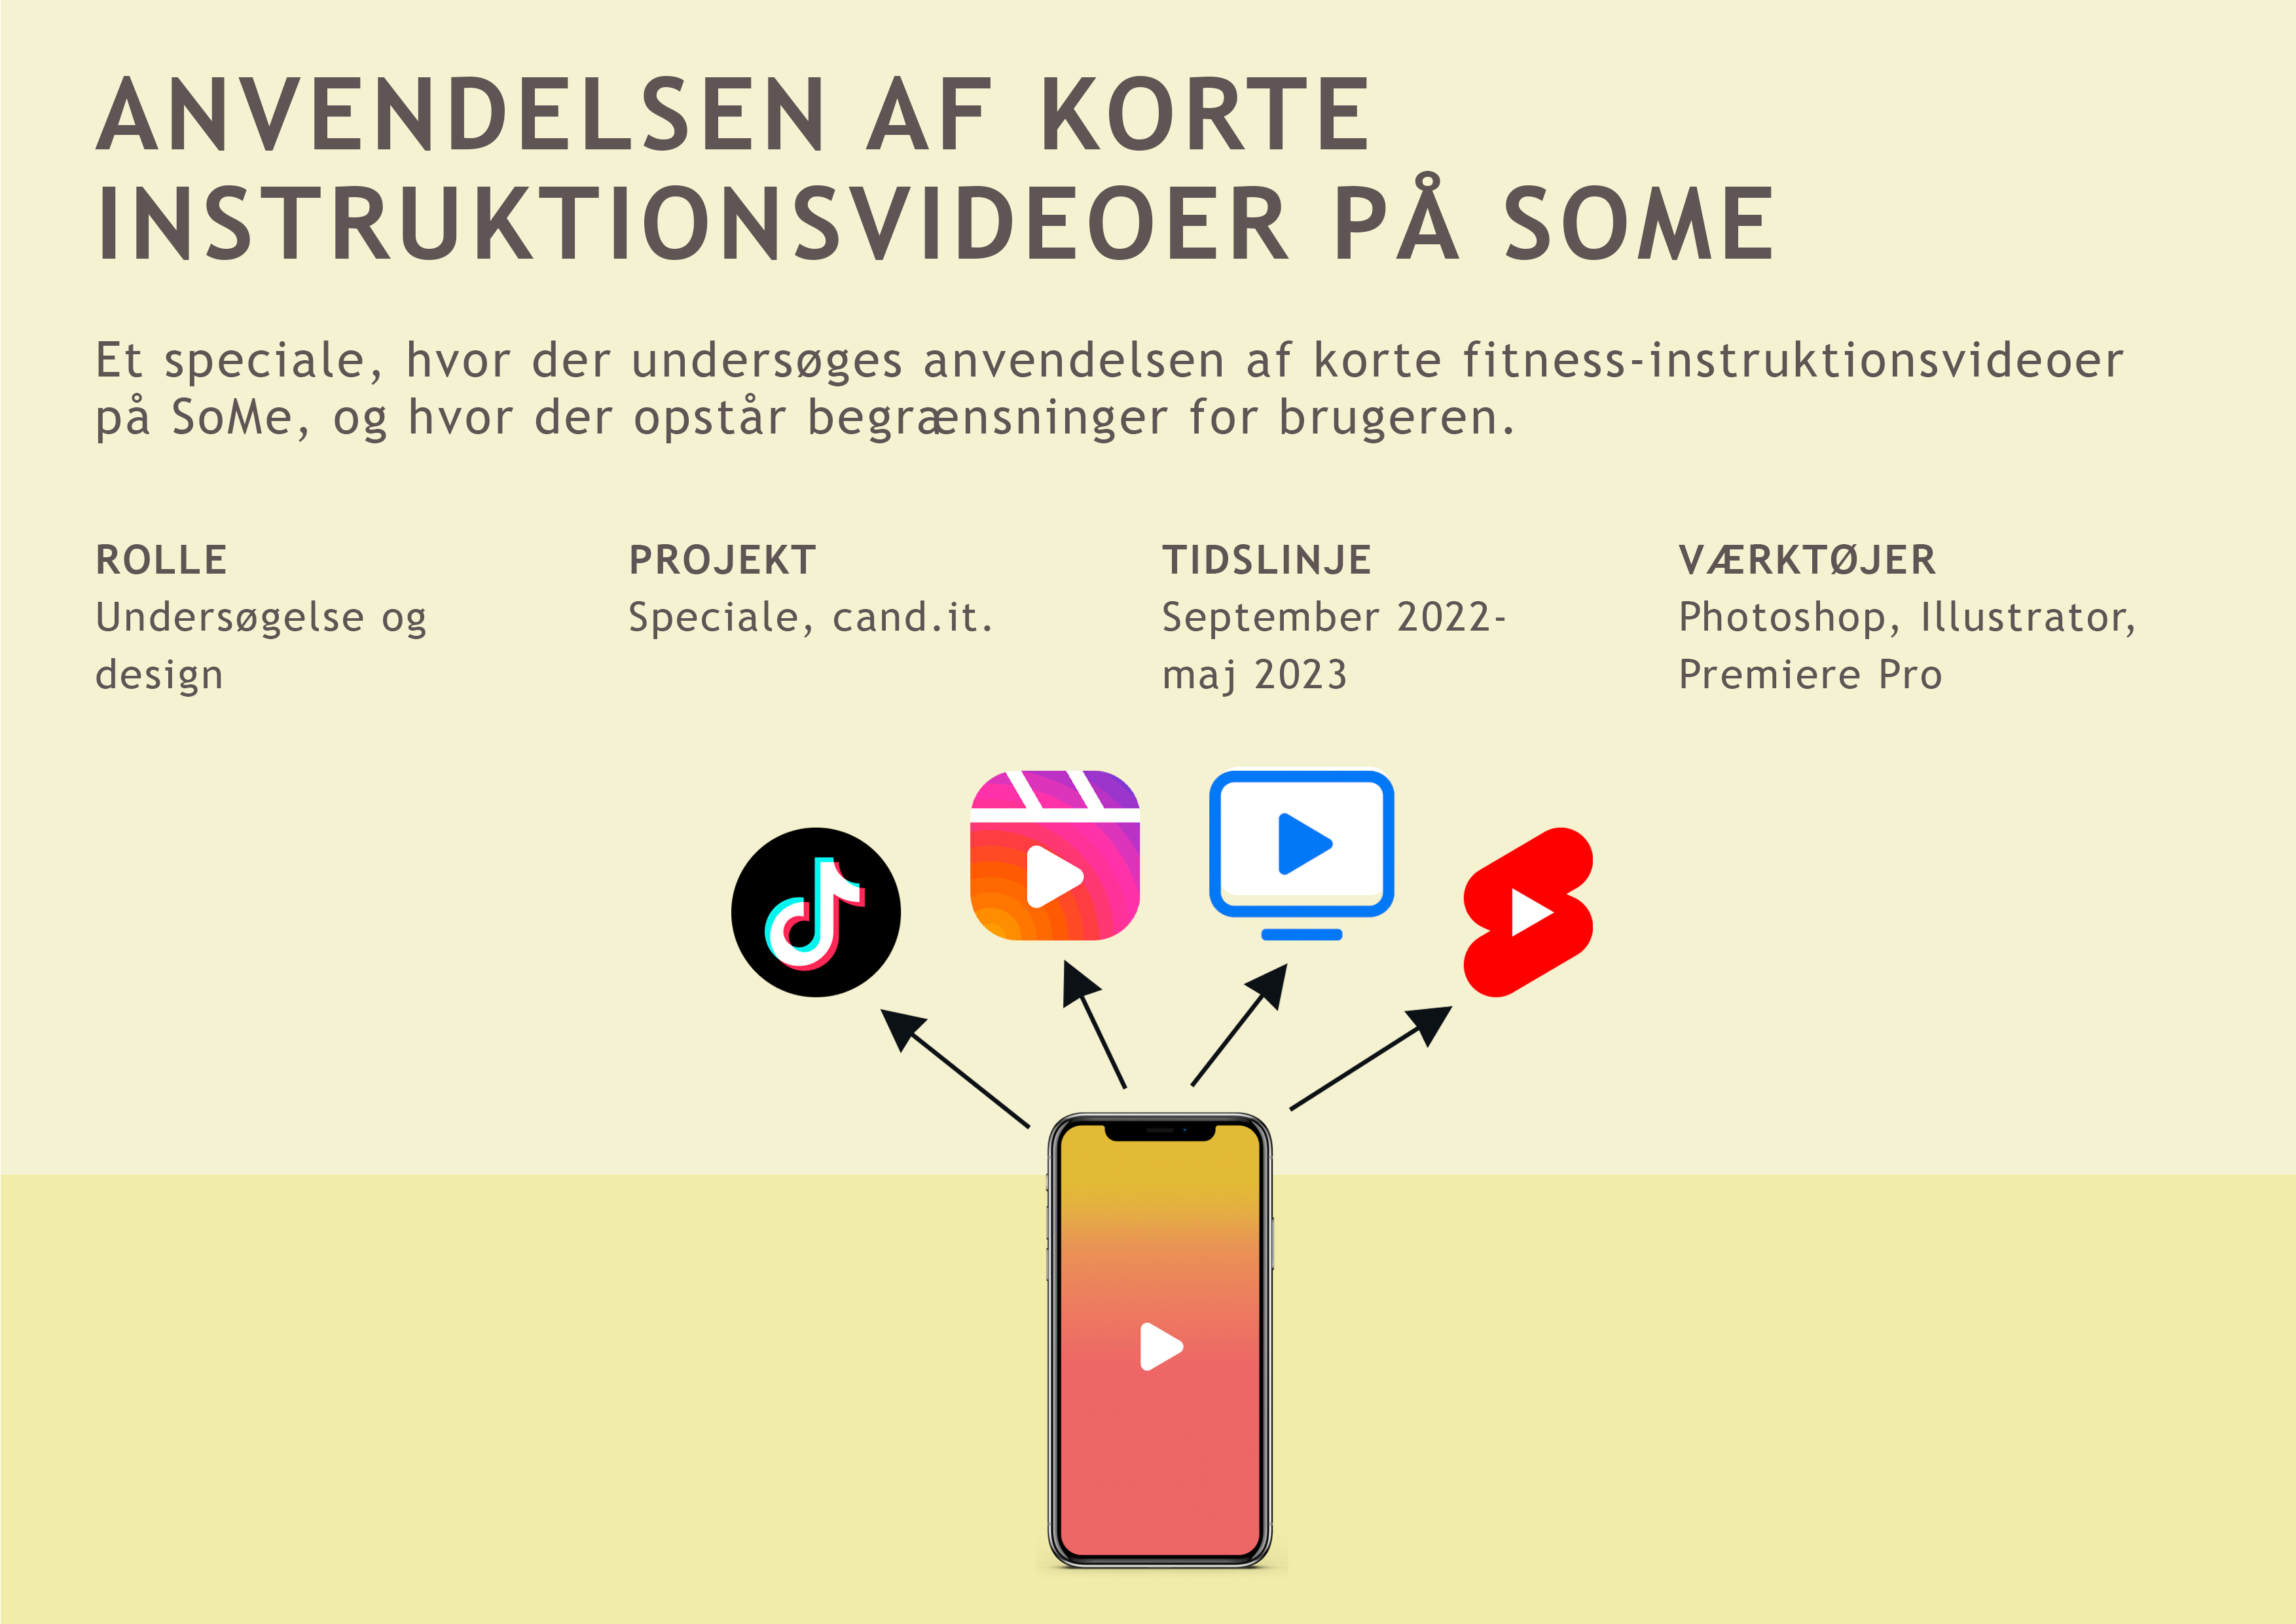 ANVENDELSEN AF KORTE
INSTRUKTIONSVIDEOER PÅ SOME
Et speciale, hvor der undersøges anvendelsen af korte fitness-instruktionsvideoer
på SoMe, og hvor der opstår begrænsninger for brugeren.
ROLLE
Undersøgelse og
design
PROJEKT
Speciale, cand.it.
TIDSLINJE
September 2022-
maj 2023
VÆRKTØJER
Photoshop, Illustrator,
Premiere Pro